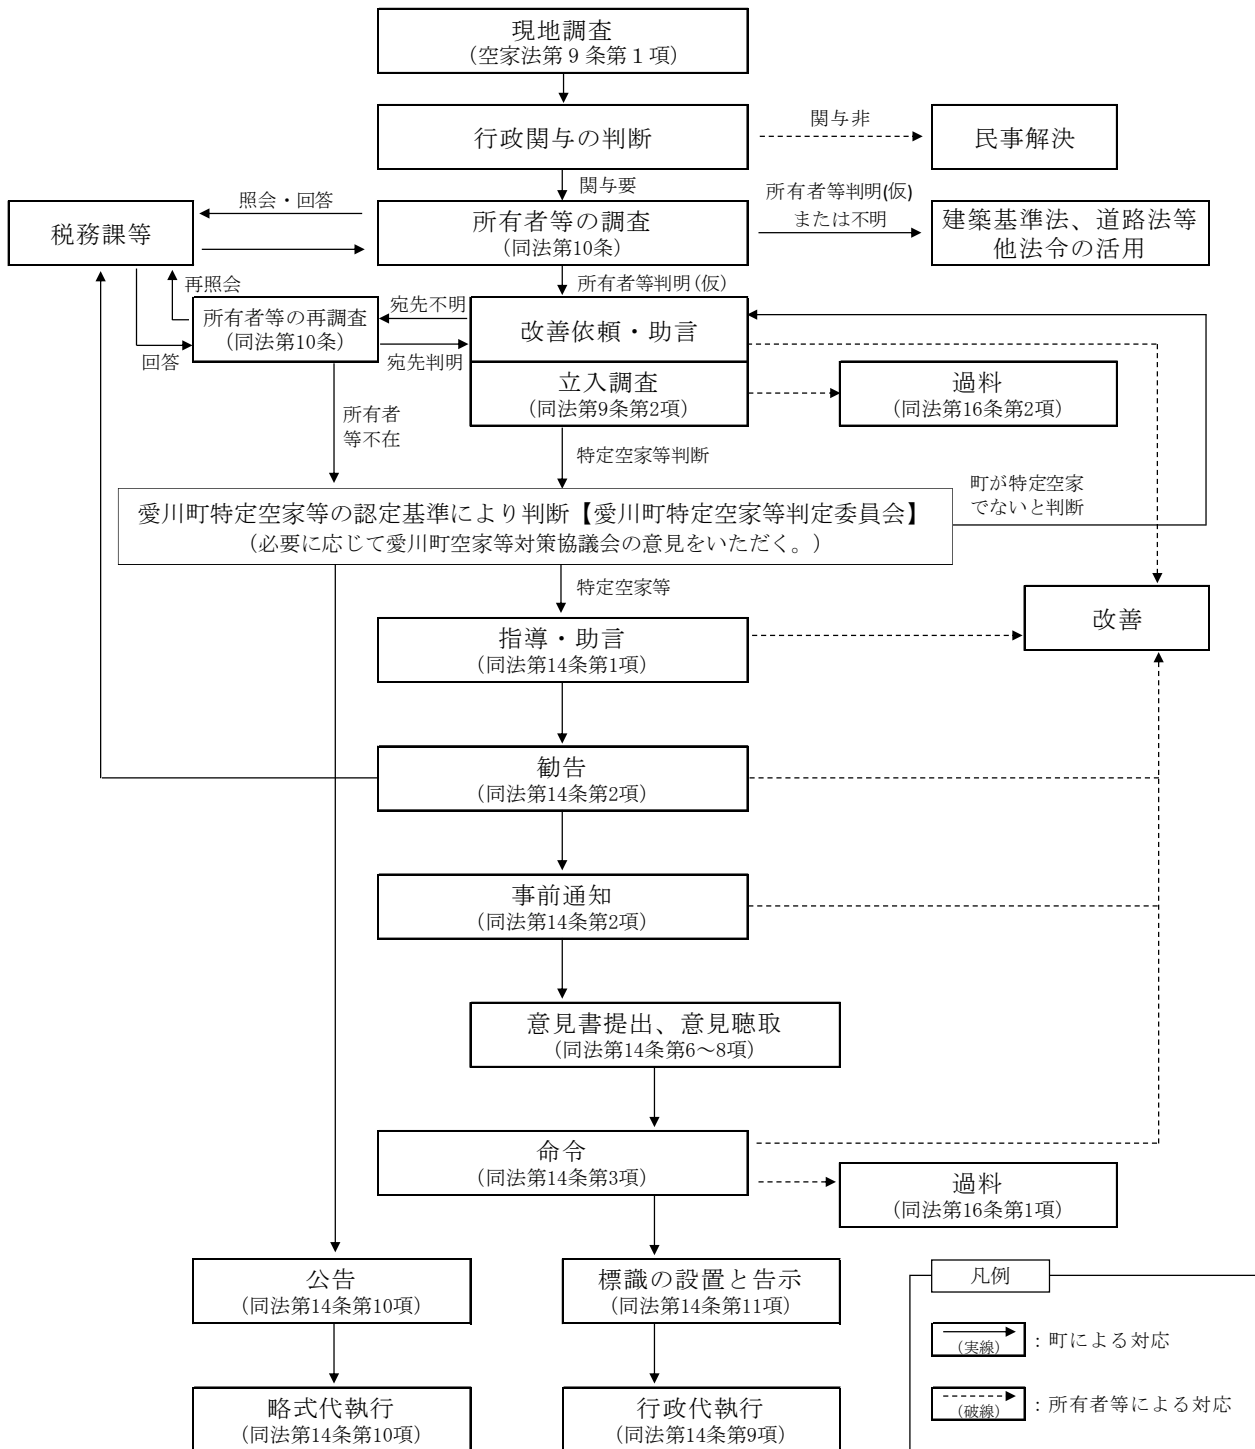 現地調査
(空家法第９条第１項)
行政関与の判断
関与非
民事解決
関与要
照会・回答
税務課等
所有者等の調査
(同法第10条)
所有者等判明(仮)
または不明
建築基準法、道路法等
他法令の活用
再照会
所有者等判明(仮)
所有者等の再調査
(同法第10条)
宛先不明
改善依頼・助言
回答
宛先判明
立入調査
(同法第9条第2項)
過料
(同法第16条第2項)
所有者
等不在
特定空家等判断
町が特定空家
でないと判断
愛川町特定空家等の認定基準により判断【愛川町特定空家等判定委員会】
(必要に応じて愛川町空家等対策協議会の意見をいただく。)
特定空家等
改善
指導・助言
(同法第14条第1項)
勧告
(同法第14条第2項)
事前通知
(同法第14条第2項)
意見書提出、意見聴取
(同法第14条第6～8項)
命令
(同法第14条第3項)
過料
(同法第16条第1項)
公告
(同法第14条第10項)
標識の設置と告示
(同法第14条第11項)
略式代執行
(同法第14条第10項)
行政代執行
(同法第14条第9項)
凡例
(実線)
：町による対応
(破線)
：所有者等による対応